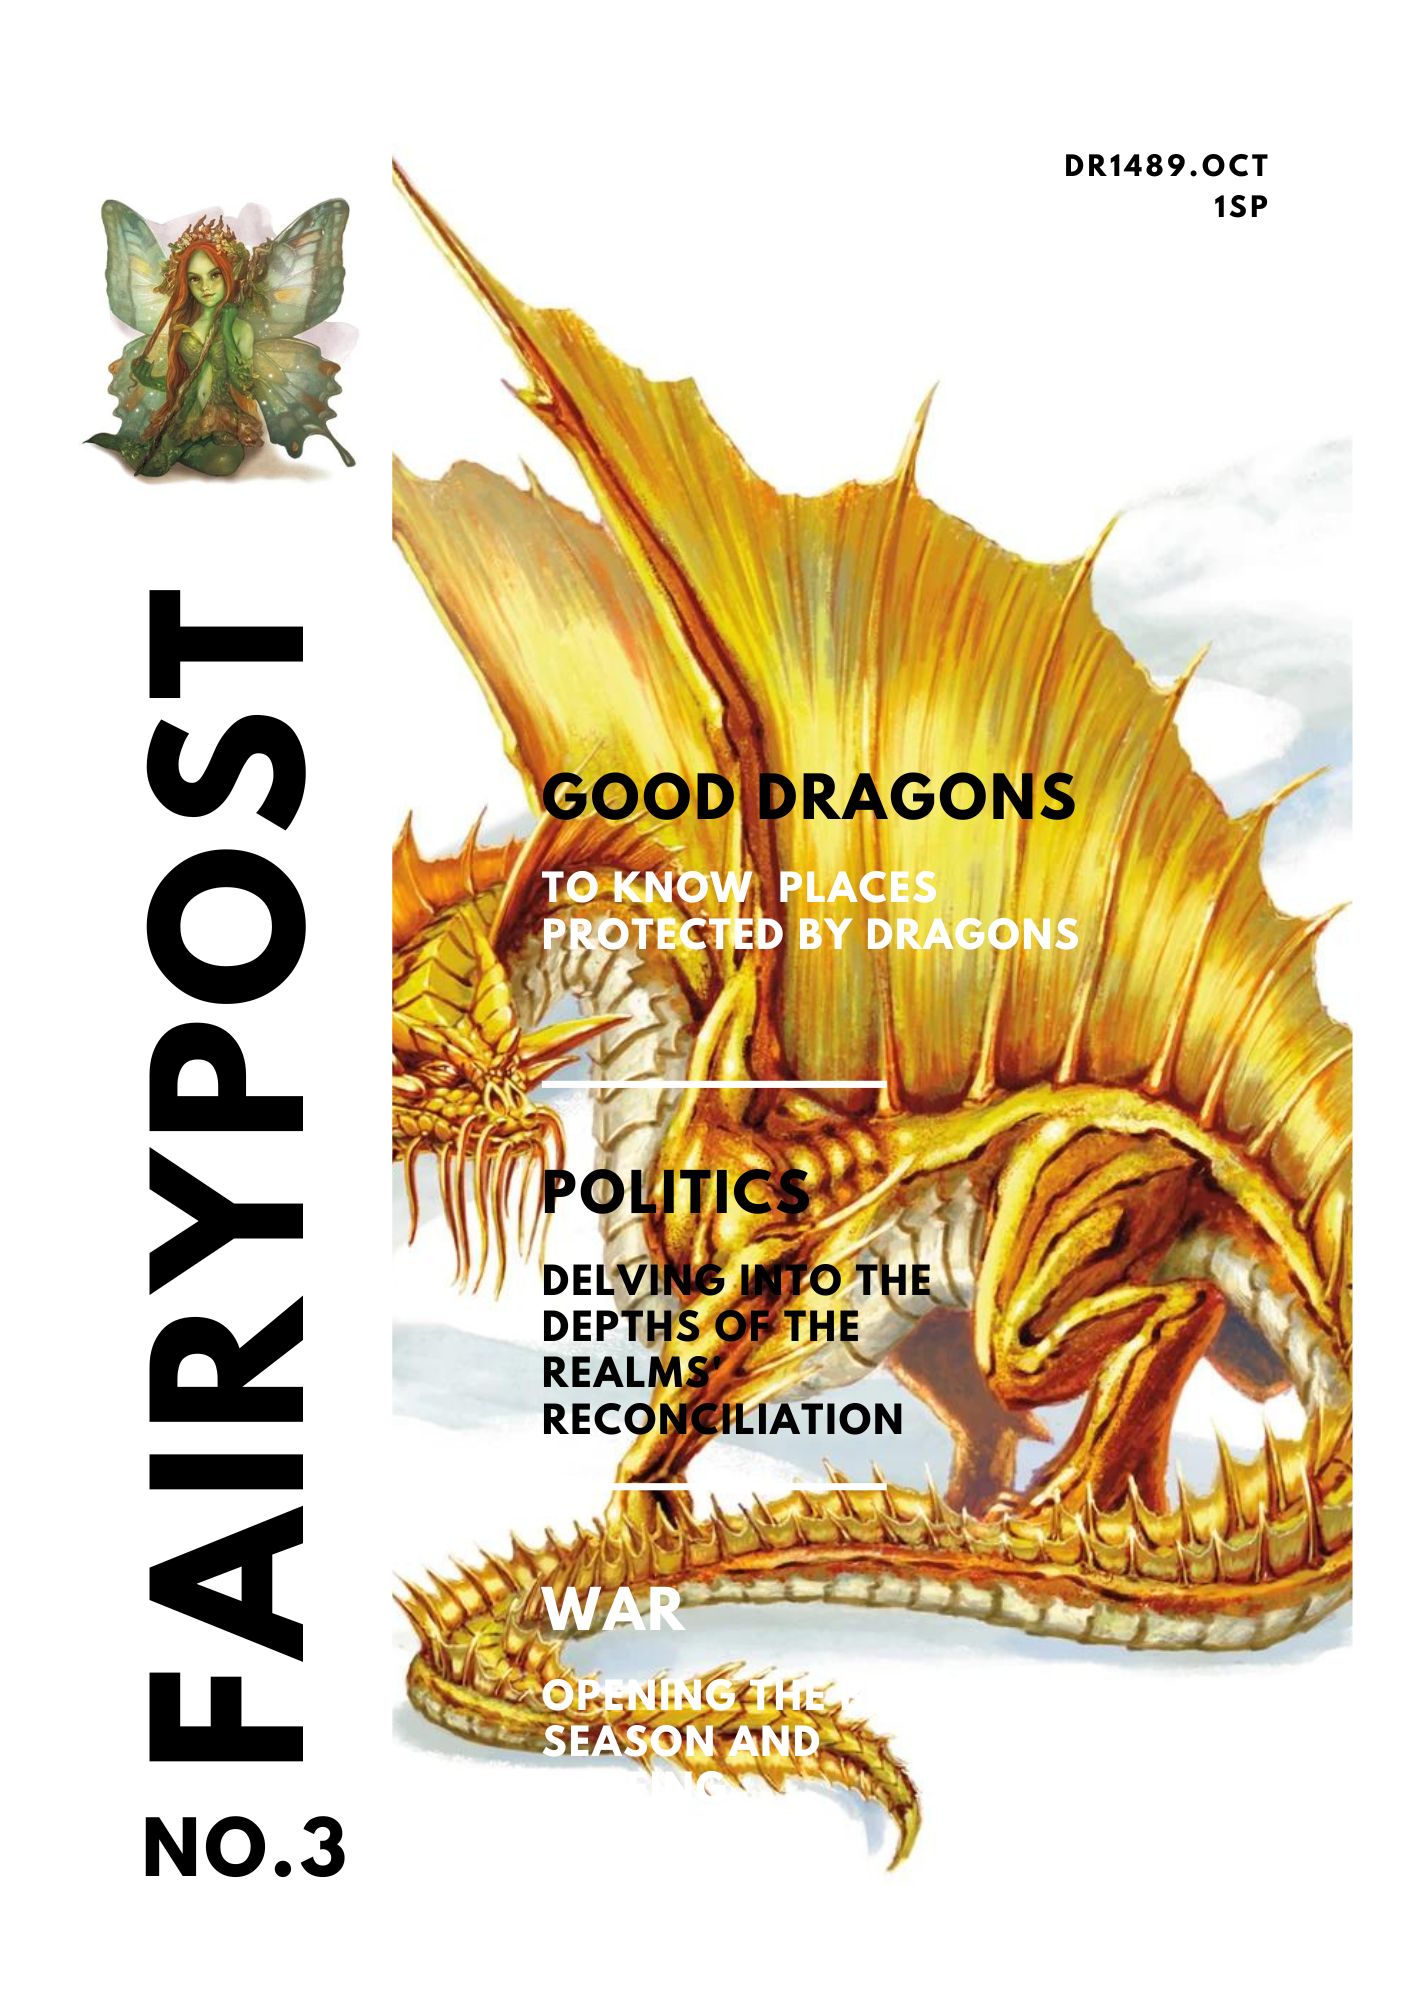 DR1489.OCT
1SP
FAIRYPOST
NO.3
GOOD DRAGONS
TO KNOW PLACES
PROTECTED BY DRAGONS
POLITICS
DELVING INTO THE
DEPTHS OF THE
REALMS'
RECONCILIATION
WAR
OPENING THE
SEASON AND